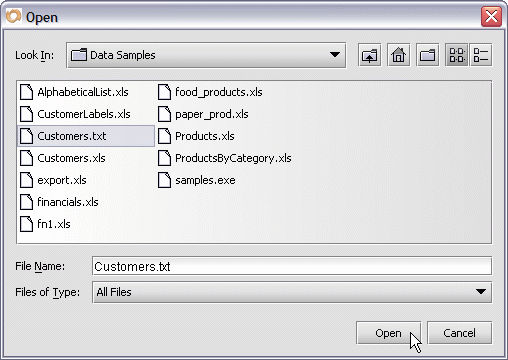 Open
Look In: Data Samples
AlphabeticalList.xls
CustomerLabels.xls
Customers.txt
Customers.xls
export.xls
financials.xls
fn1.xls
food_products.xls
paper_prod.xls
Products.xls
ProductsByCategory.xls
samples.exe
File Name: Customers.txt
Files of Type: All Files
Open Cancel